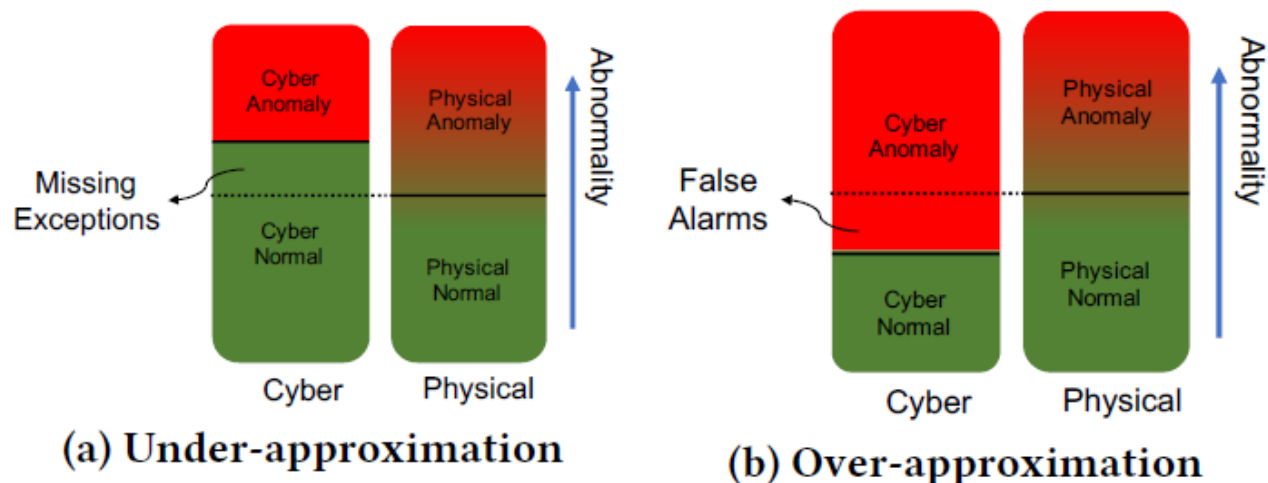 Cyber
Anomaly
Missing
Exceptions
Cyber
Normal
Physical
Anomaly
Physical
Normal
Abnormality
Cyber
Physical
(a) Under-approximation
Cyber
Anomaly
False
Alarms
Cyber
Normal
Physical
Anomaly
Physical
Normal
Abnormality
Cyber
Physical
(b) Over-approximation